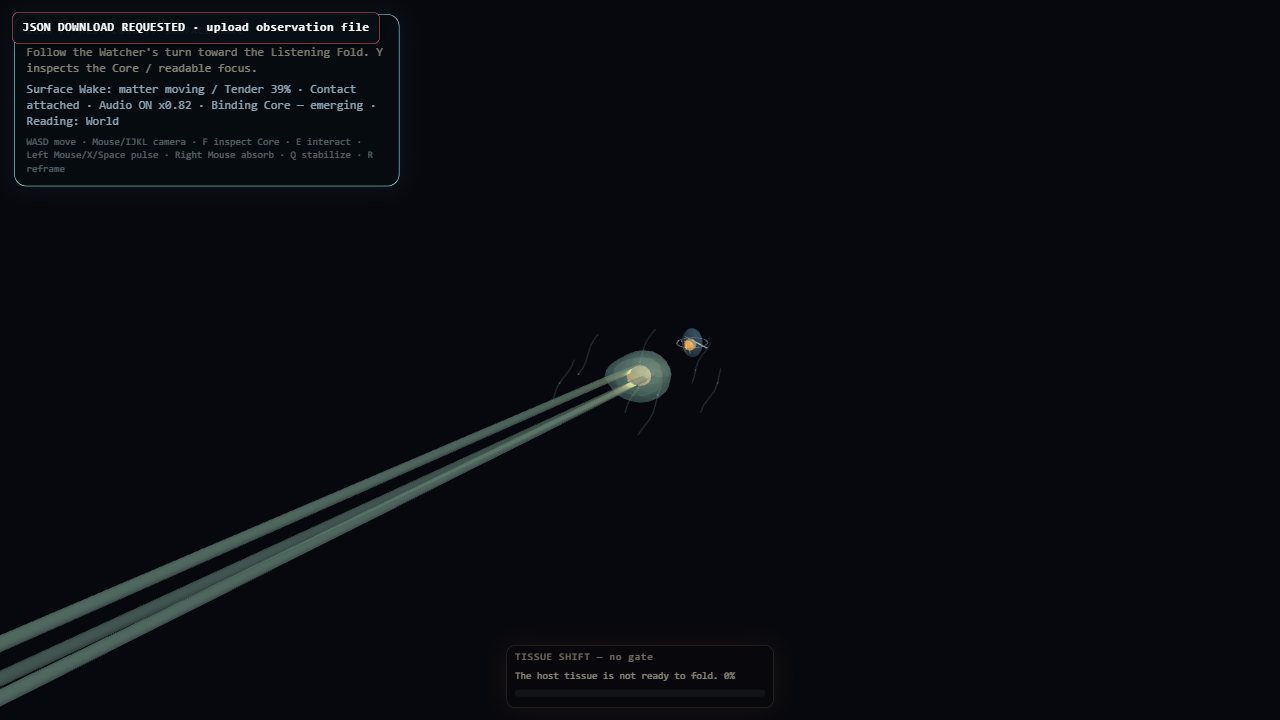 JSON DOWNLOAD REQUESTED · upload observation file
Follow the Watcher's turn toward the Listening Fold. Y
inspects the Core / readable focus.
Surface Wake: matter moving / Tender 39% · Contact
attached · Audio ON x0.82 · Binding Core — emerging ·
Reading: World
WASD move · Mouse/IJKL camera · F inspect Core · E interact ·
Left Mouse/X/Space pulse · Right Mouse absorb · Q stabilize · R
reframe
TISSUE SHIFT — no gate
The host tissue is not ready to fold. 0%